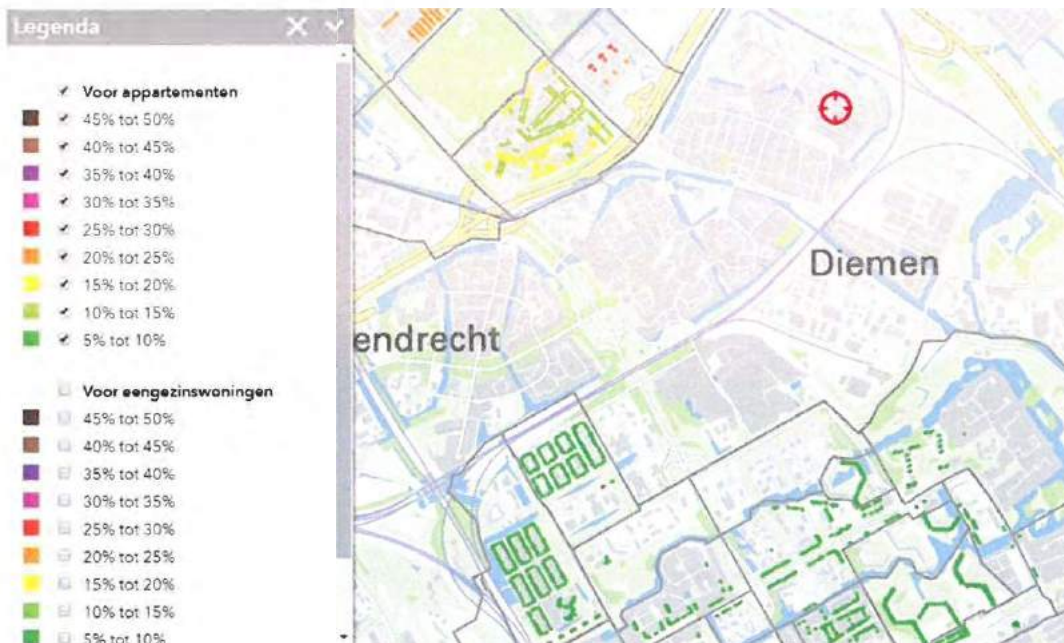 Legenda
Voor appartementen
45% tot 50%
40% tot 45%
35% tot 40%
30% tot 35%
25% tot 30%
20% tot 25%
15% tot 20%
10% tot 15%
5% tot 10%
Voor eengezinswoningen
45% tot 50%
40% tot 45%
35% tot 40%
30% tot 35%
25% tot 30%
20% tot 25%
15% tot 20%
10% tot 15%
5% tot 10%
Diemen
endrecht